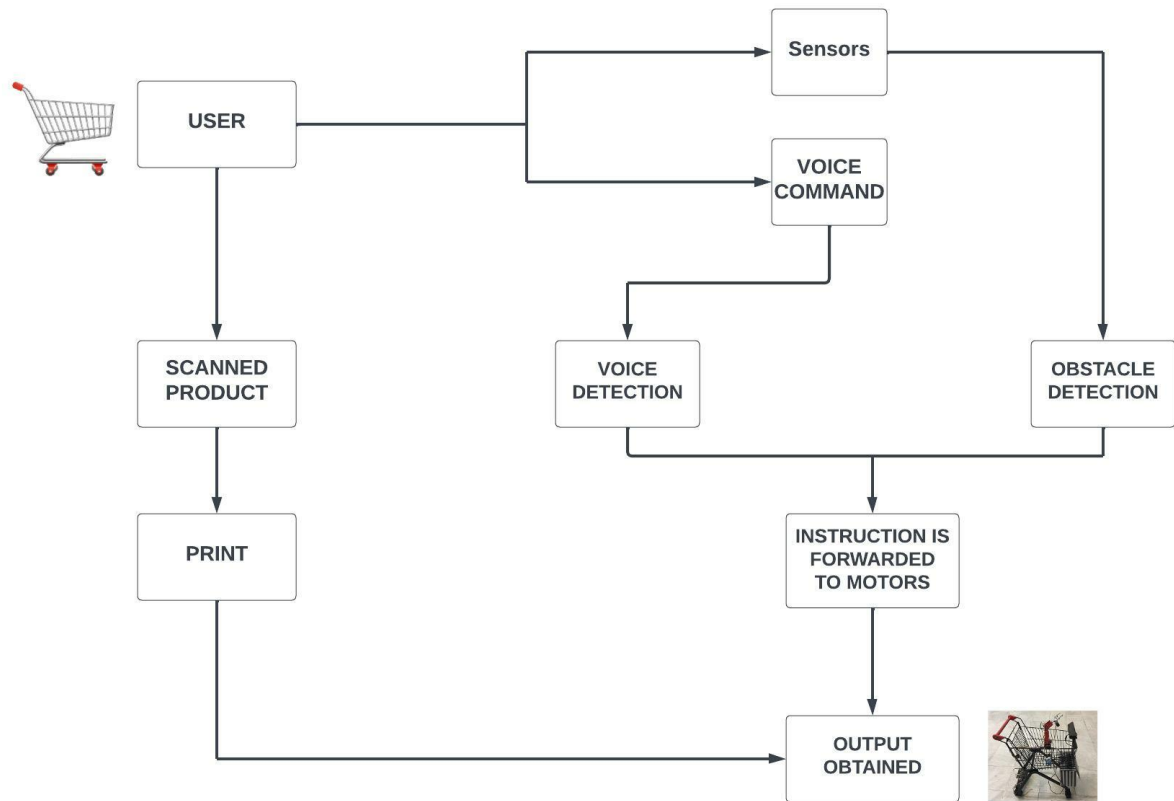 Sensors
USER
VOICE
COMMAND
SCANNED
PRODUCT
VOICE
DETECTION
OBSTACLE
DETECTION
PRINT
INSTRUCTION IS
FORWARDED
TO MOTORS
OUTPUT
OBTAINED